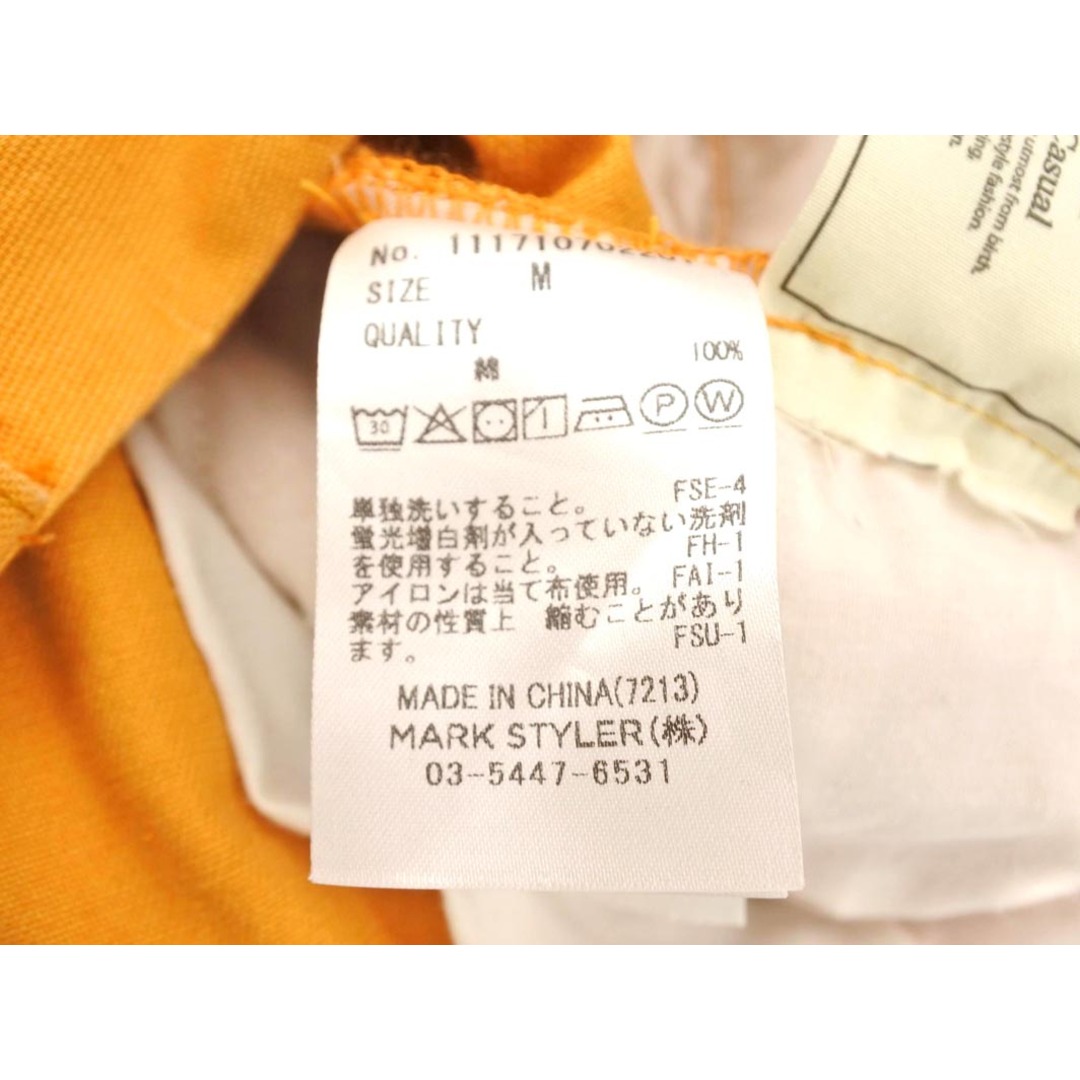 No.
SIZE M
QUALITY
綿 100%
30
P
W
FSE-4
単独洗いすること。
蛍光増白剤が入っていない洗剤
FH-1
を使用すること。
FAI-1
アイロンは当て布使用。
素材の性質上 縮むことがあり
FSU-1
ます。
MADE IN CHINA(7213)
MARK STYLER(株)
03-5447-6531
Casual
utmost from birth,
style fashion.